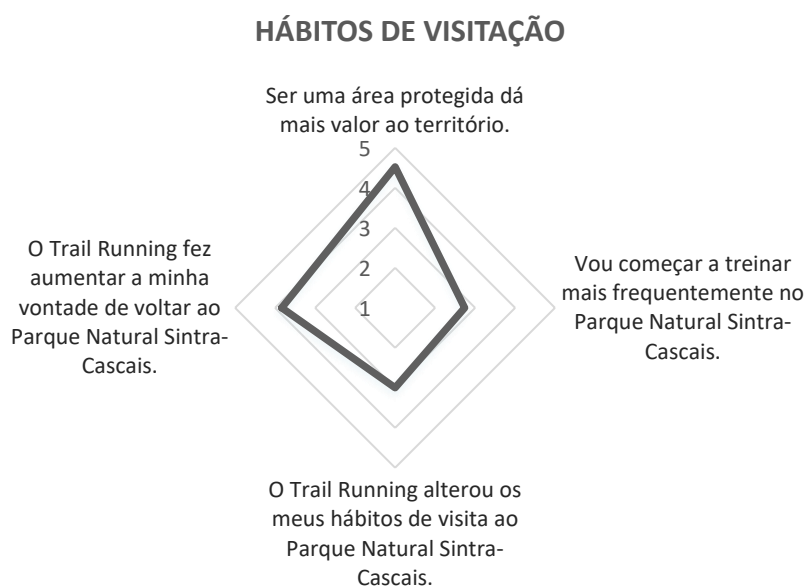 HÁBITOS DE VISITAÇÃO
Ser uma área protegida dá
mais valor ao território.
5
4
3
2
1
Vou começar a treinar
mais frequentemente no
Parque Natural Sintra-
Cascais.
O Trail Running alterou os
meus hábitos de visita ao
Parque Natural Sintra-
Cascais.
O Trail Running fez
aumentar a minha
vontade de voltar ao
Parque Natural Sintra-
Cascais.